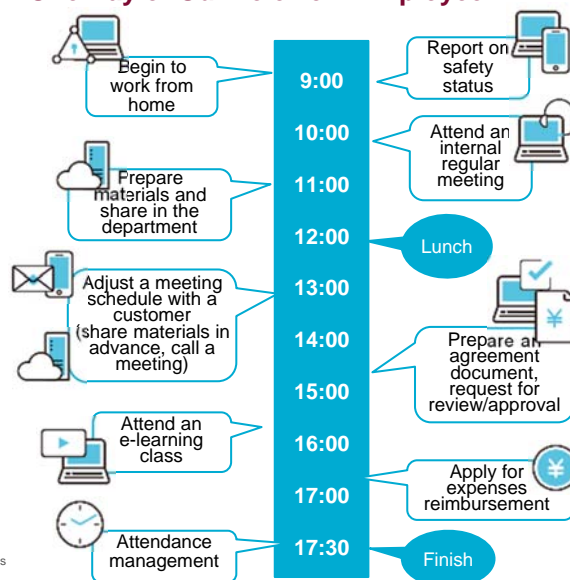 Begin to
work from
home
9:00
Report on
safety
status
10:00
Attend an
internal
regular
meeting
Prepare
materials and
share in the
department
11:00
12:00
Lunch
Adjust a meeting
schedule with a
customer
(share materials in
advance, call a
meeting)
13:00
14:00
Prepare an
agreement
document,
request for
review/approval
15:00
Attend an
e-learning
class
16:00
17:00
Apply for
expenses
reimbursement
¥
¥
Attendance
management
17:30
Finish